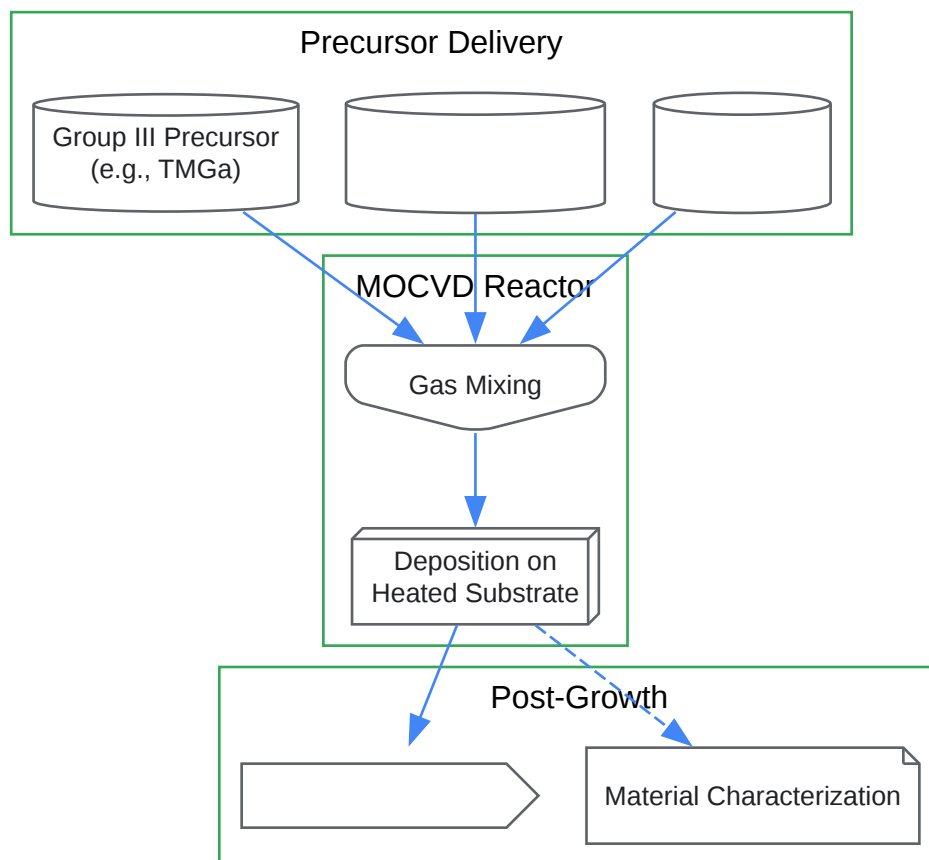 Precursor Delivery
Group III Precursor
(e.g., TMGa)
MOCVD Reactor
Gas Mixing
Deposition on
Heated Substrate
Post-Growth
Material Characterization